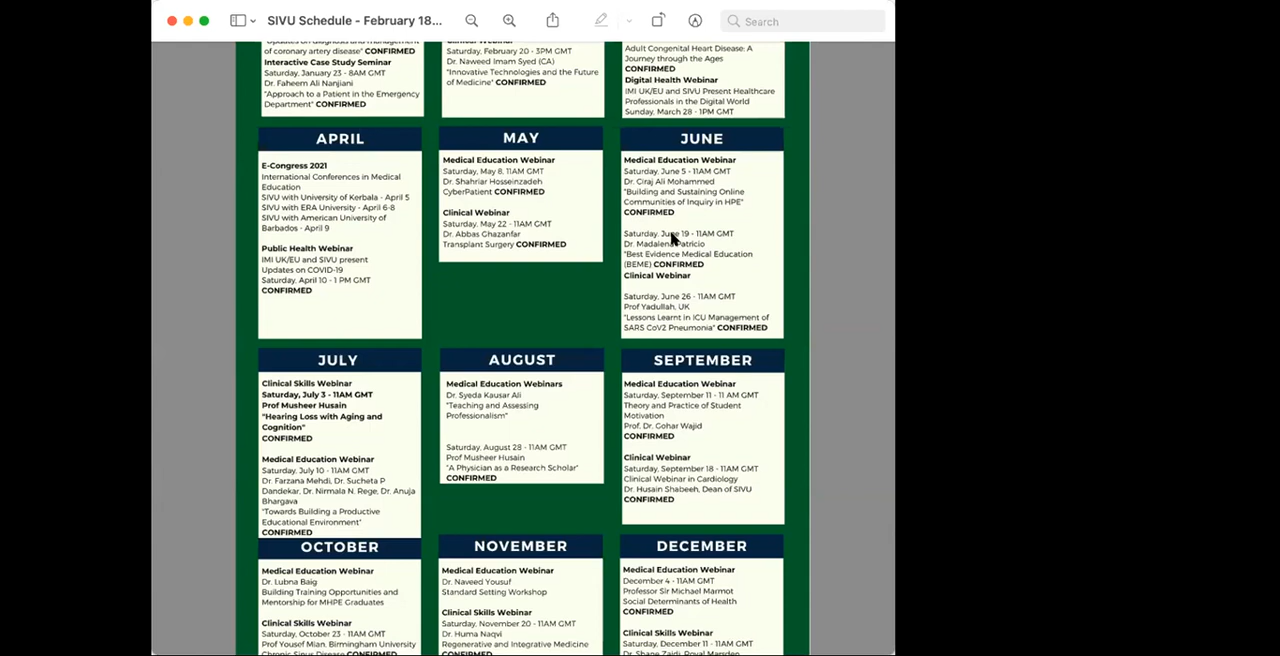 SIVU Schedule - February 18...
Search
"Updates on diagnosis and management
of coronary artery disease" CONFIRMED
Interactive Case Study Seminar
Saturday, January 23 - 8AM GMT
Dr. Faheem Ali Nanjiani
"Approach to a Patient in the Emergency
Department" CONFIRMED
Clinical Webinar
Saturday, February 20 - 3PM GMT
Dr. Naweed Imam Syed (CA)
"Innovative Technologies and the Future
of Medicine" CONFIRMED
Adult Congenital Heart Disease: A
Journey through the Ages
CONFIRMED
Digital Health Webinar
IMI UK/EU and SIVU Present Healthcare
Professionals in the Digital World
Sunday, March 28 - 1PM GMT
APRIL
E-Congress 2021
International Conferences in Medical
Education
SIVU with University of Kerbala - April 5
SIVU with ERA University - April 6-8
SIVU with American University of
Barbados - April 9
Public Health Webinar
IMI UK/EU and SIVU present
Updates on COVID-19
Saturday, April 10 - 1 PM GMT
CONFIRMED
MAY
Medical Education Webinar
Saturday, May 8, 11AM GMT
Dr. Shahriar Hosseinzadeh
CyberPatient CONFIRMED
Clinical Webinar
Saturday, May 22 - 11AM GMT
Dr. Abbas Ghazanfar
Transplant Surgery CONFIRMED
JUNE
Medical Education Webinar
Saturday, June 5 - 11AM GMT
Dr. Ciraj Ali Mohammed
"Building and Sustaining Online
Communities of Inquiry in HPE"
CONFIRMED
Saturday, June 19 - 11AM GMT
Dr. Madalena Patricio
"Best Evidence Medical Education
(BEME) CONFIRMED
Clinical Webinar
Saturday, June 26 - 11AM GMT
Prof Yadullah, UK
"Lessons Learnt in ICU Management of
SARS CoV2 Pneumonia" CONFIRMED
JULY
Clinical Skills Webinar
Saturday, July 3 - 11AM GMT
Prof Musheer Husain
"Hearing Loss with Aging and
Cognition"
CONFIRMED
Medical Education Webinar
Saturday, July 10 - 11AM GMT
Dr. Farzana Mehdi, Dr. Sucheta P
Dandekar, Dr. Nirmala N. Rege, Dr. Anuja
Bhargava
"Towards Building a Productive
Educational Environment"
CONFIRMED
AUGUST
Medical Education Webinars
Dr. Syeda Kausar Ali
"Teaching and Assessing
Professionalism"
Saturday, August 28 - 11AM GMT
Prof Musheer Husain
"A Physician as a Research Scholar"
CONFIRMED
SEPTEMBER
Medical Education Webinar
Saturday, September 11 - 11 AM GMT
Theory and Practice of Student
Motivation
Prof. Dr. Gohar Wajid
CONFIRMED
Clinical Webinar
Saturday, September 18 - 11AM GMT
Clinical Webinar in Cardiology
Dr. Husain Shabeeh, Dean of SIVU
CONFIRMED
OCTOBER
Medical Education Webinar
Dr. Lubna Baig
Building Training Opportunities and
Mentorship for MHPE Graduates
Clinical Skills Webinar
Saturday, October 23 - 11AM GMT
Prof Yousef Mian, Birmingham University
Chronic Sinus Disease CONFIRMED
NOVEMBER
Medical Education Webinar
Dr. Naveed Yousuf
Standard Setting Workshop
Clinical Skills Webinar
Saturday, November 20 - 11AM GMT
Dr. Huma Naqvi
Regenerative and Integrative Medicine
CONFIRMED
DECEMBER
Medical Education Webinar
December 4 - 11AM GMT
Professor Sir Michael Marmot
Social Determinants of Health
CONFIRMED
Clinical Skills Webinar
Saturday, December 11 - 11AM GMT
Dr. Shane Zaidi, Royal Marsden